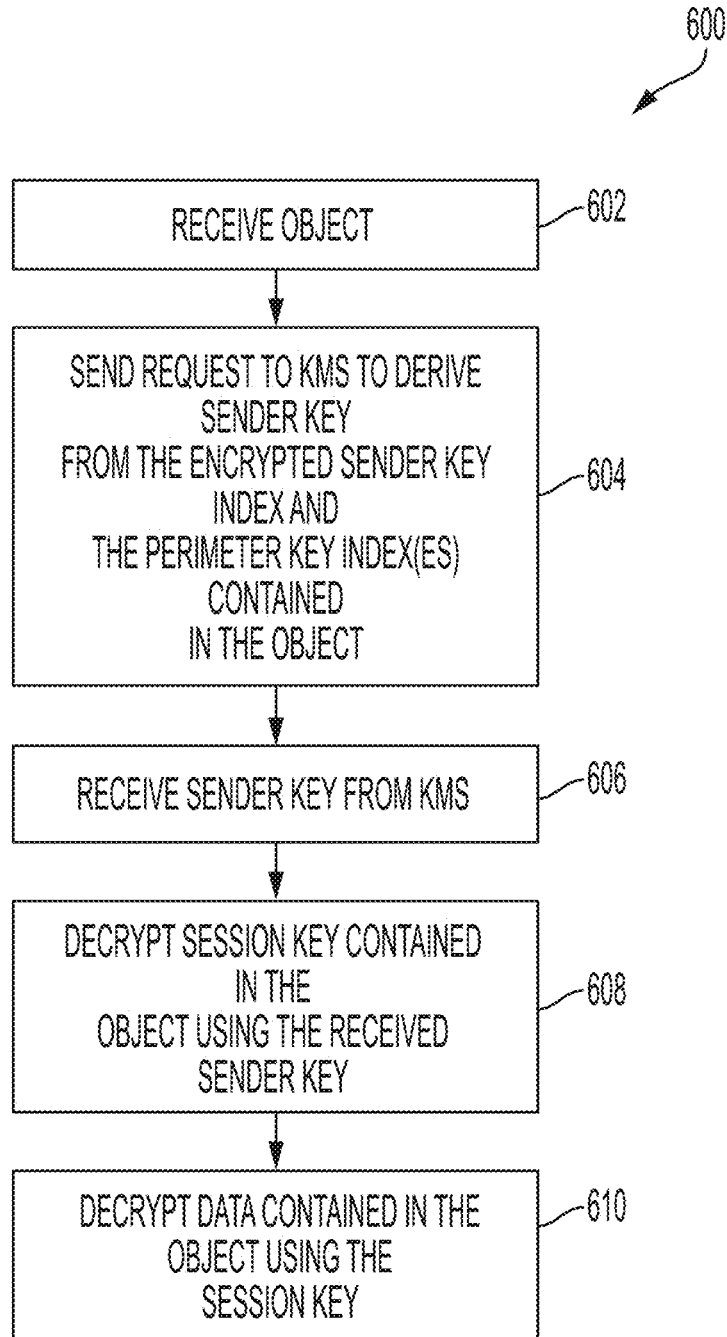 600
RECEIVE OBJECT
602
SEND REQUEST TO KMS TO DERIVE
SENDER KEY
FROM THE ENCRYPTED SENDER KEY
INDEX AND
THE PERIMETER KEY INDEX(ES)
CONTAINED
IN THE OBJECT
604
RECEIVE SENDER KEY FROM KMS
606
DECRYPT SESSION KEY CONTAINED
IN THE
OBJECT USING THE RECEIVED
SENDER KEY
608
DECRYPT DATA CONTAINED IN THE
OBJECT USING THE
SESSION KEY
610